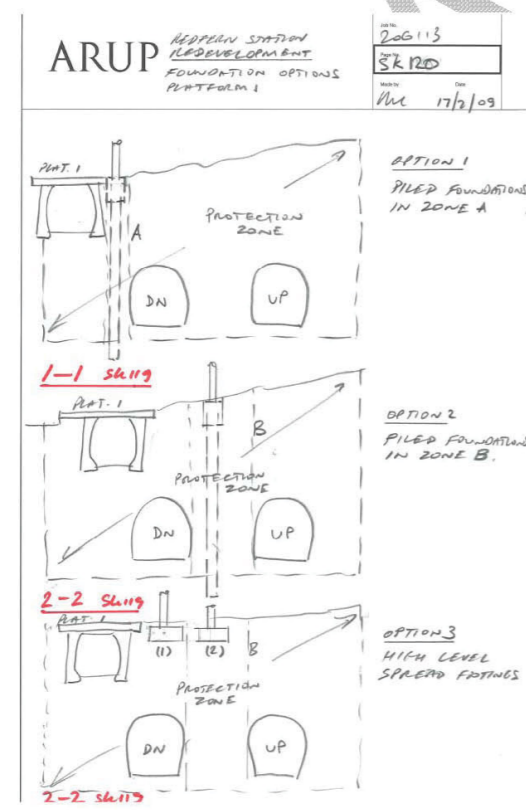 ARUP
REDFERN STATION
REDEVELOPMENT
FOUNDATION OPTIONS
PLATFORM 1
Job No.
206113
Page No.
SK120
Made by
Date
17/2/09
PLAT. 1
A
PROTECTION
ZONE
DN
UP
OPTION 1
PILED FOUNDATIONS
IN ZONE A
1-1 SK119
PLAT. 1
B
PROTECTION
ZONE
DN
UP
OPTION 2
PILED FOUNDATIONS
IN ZONE B.
2-2 SK119
PLAT. 1
(1)
(2)
B
PROTECTION
ZONE
DN
UP
OPTION 3
HIGH LEVEL
SPREAD FOOTINGS
2-2 SK119